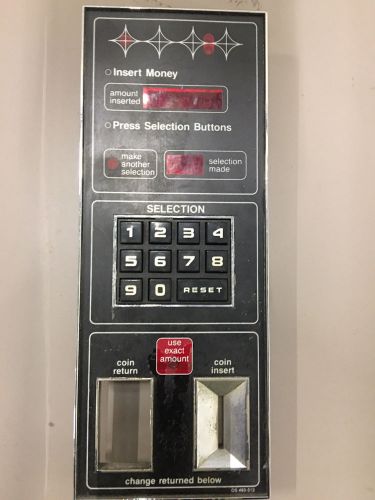 Insert Money
amount
inserted
Press Selection Buttons
make
another
selection
selection
made
SELECTION
1 2 3 4
5 6 7 8
9 0 RESET
use
exact
amount
coin
return
coin
insert
change returned below